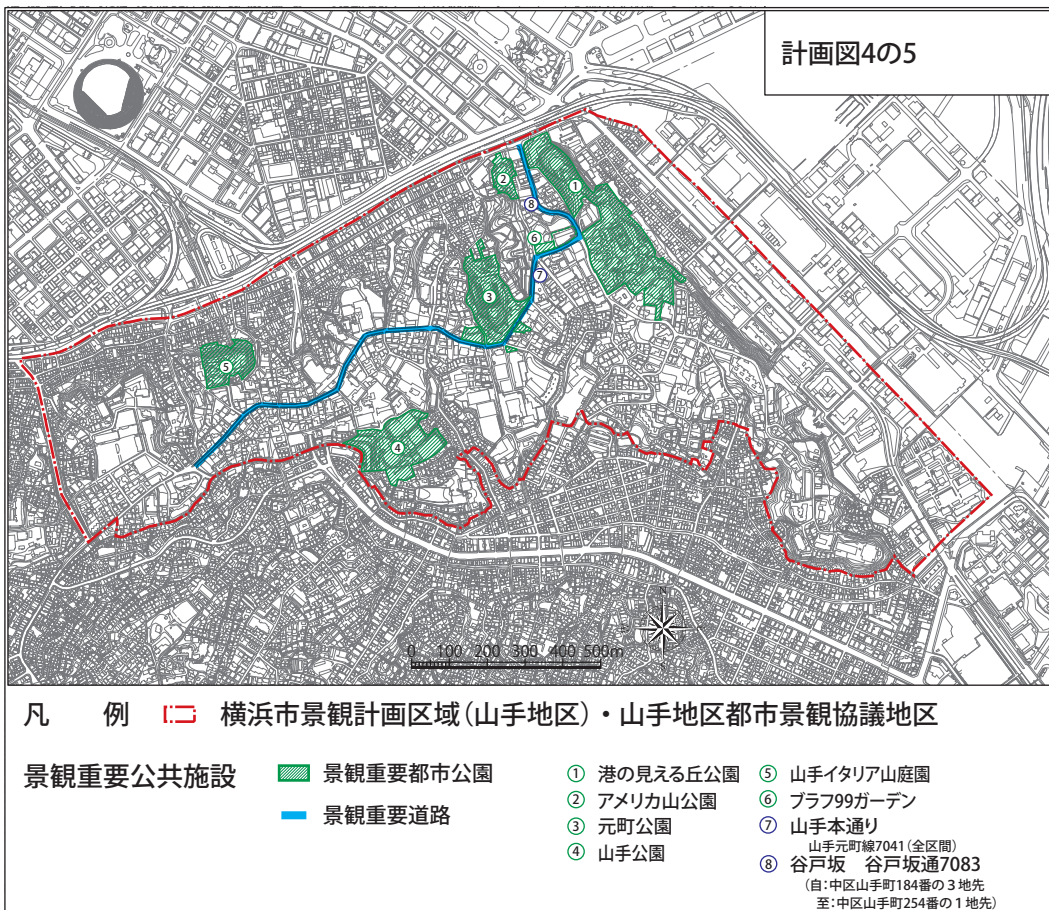 計画図4の5
②
①
⑧
⑥
⑦
③
⑤
④
N
0 100 200 300 400 500m
凡 例 横浜市景観計画区域(山手地区)・山手地区都市景観協議地区
景観重要公共施設
景観重要都市公園
景観重要道路
① 港の見える丘公園
② アメリカ山公園
③ 元町公園
④ 山手公園
⑤ 山手イタリア山庭園
⑥ ブラフ99ガーデン
⑦ 山手本通り
山手元町線7041(全区間)
⑧ 谷戸坂 谷戸坂通7083
(自:中区山手町184番の3地先
至:中区山手町254番の1地先)